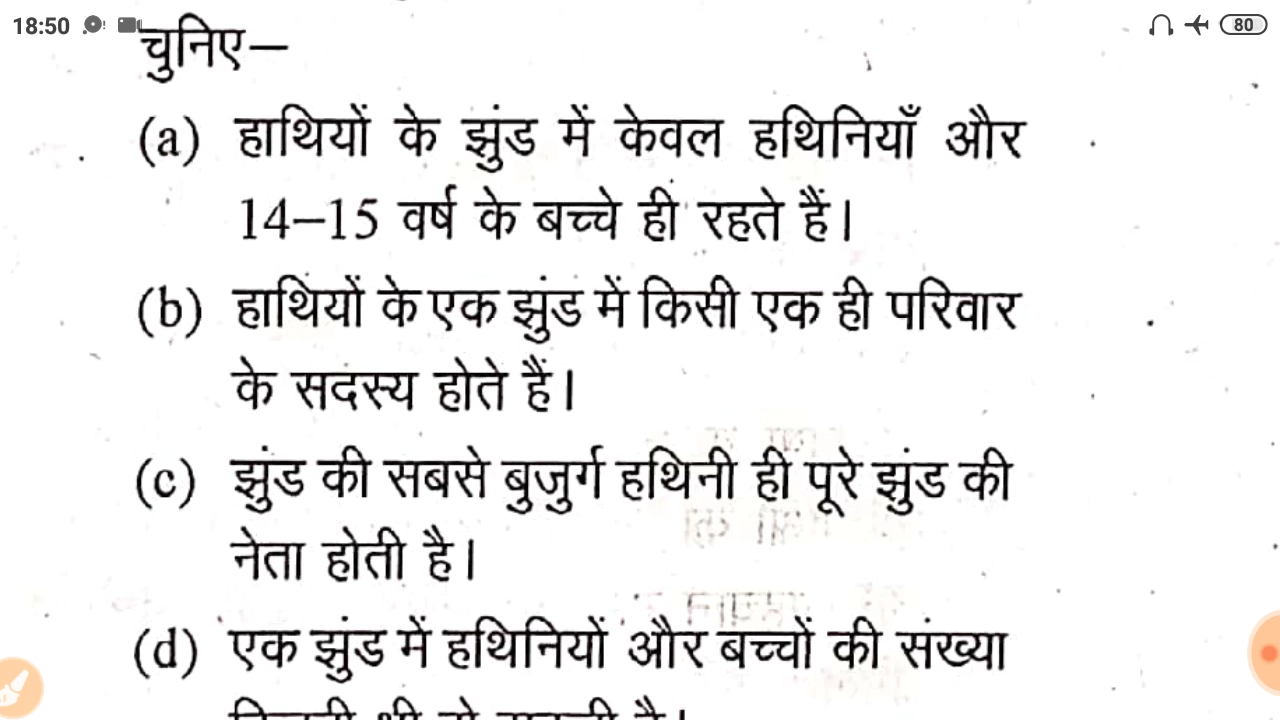 18:50
80
चुनिए—
(a) हाथियों के झुंड में केवल हथिनियाँ और
14–15 वर्ष के बच्चे ही रहते हैं।
(b) हाथियों के एक झुंड में किसी एक ही परिवार
के सदस्य होते हैं।
(c) झुंड की सबसे बुजुर्ग हथिनी ही पूरे झुंड की
नेता होती है।
(d) एक झुंड में हथिनियों और बच्चों की संख्या